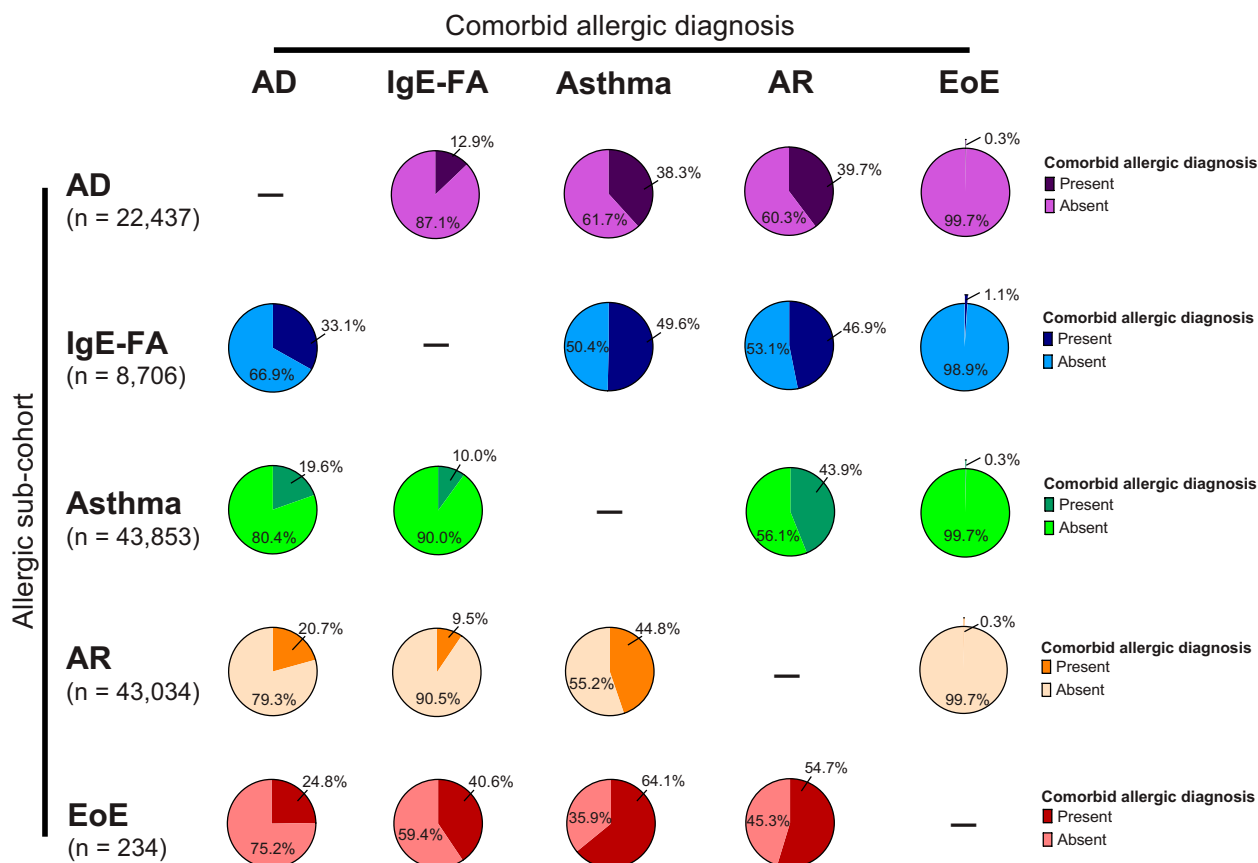 Comorbid allergic diagnosis
AD IgE-FA Asthma AR EoE
Allergic sub-cohort
AD
(n = 22,437)
—
12.9%
87.1%
38.3%
61.7%
39.7%
60.3%
0.3%
99.7%
Comorbid allergic diagnosis
Present
Absent
IgE-FA
(n = 8,706)
33.1%
66.9%
—
49.6%
50.4%
46.9%
53.1%
1.1%
98.9%
Comorbid allergic diagnosis
Present
Absent
Asthma
(n = 43,853)
19.6%
80.4%
10.0%
90.0%
—
43.9%
56.1%
0.3%
99.7%
Comorbid allergic diagnosis
Present
Absent
AR
(n = 43,034)
20.7%
79.3%
9.5%
90.5%
44.8%
55.2%
—
0.3%
99.7%
Comorbid allergic diagnosis
Present
Absent
EoE
(n = 234)
24.8%
75.2%
40.6%
59.4%
64.1%
35.9%
54.7%
45.3%
—
Comorbid allergic diagnosis
Present
Absent